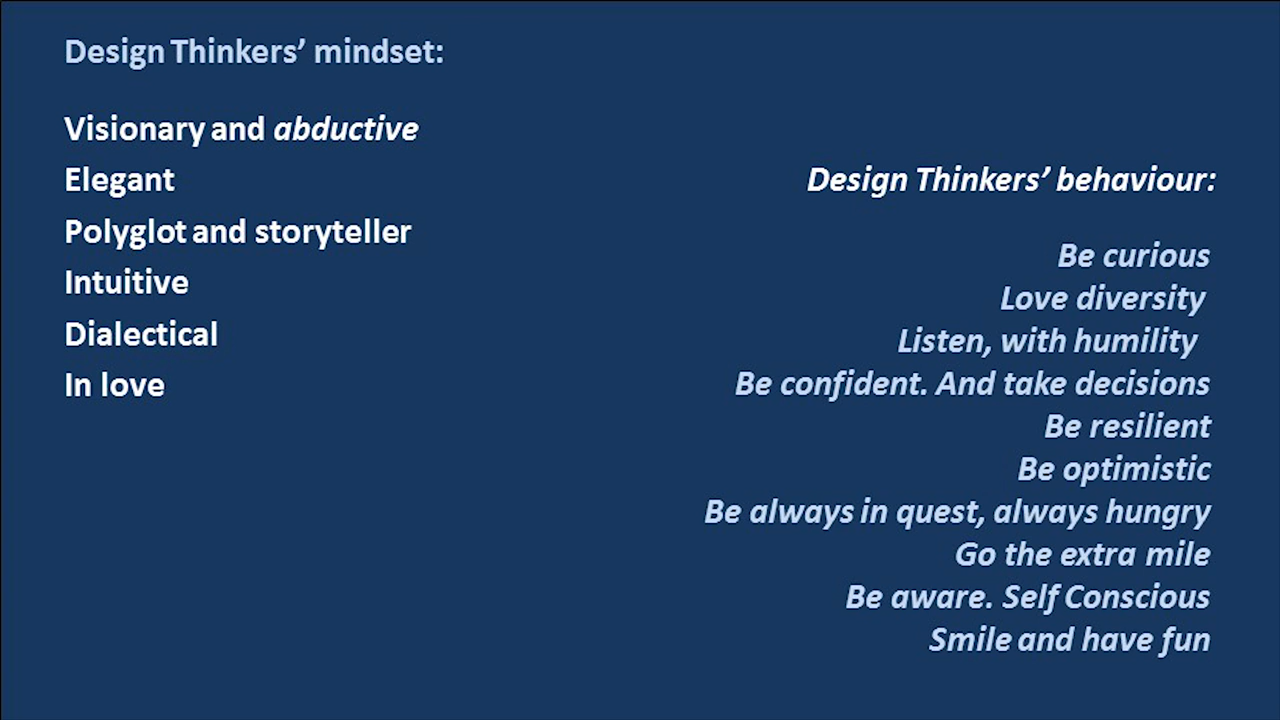 Design Thinkers’ mindset:
Visionary and abductive
Elegant
Polyglot and storyteller
Intuitive
Dialectical
In love
Design Thinkers’ behaviour:
Be curious
Love diversity
Listen, with humility
Be confident. And take decisions
Be resilient
Be optimistic
Be always in quest, always hungry
Go the extra mile
Be aware. Self Conscious
Smile and have fun